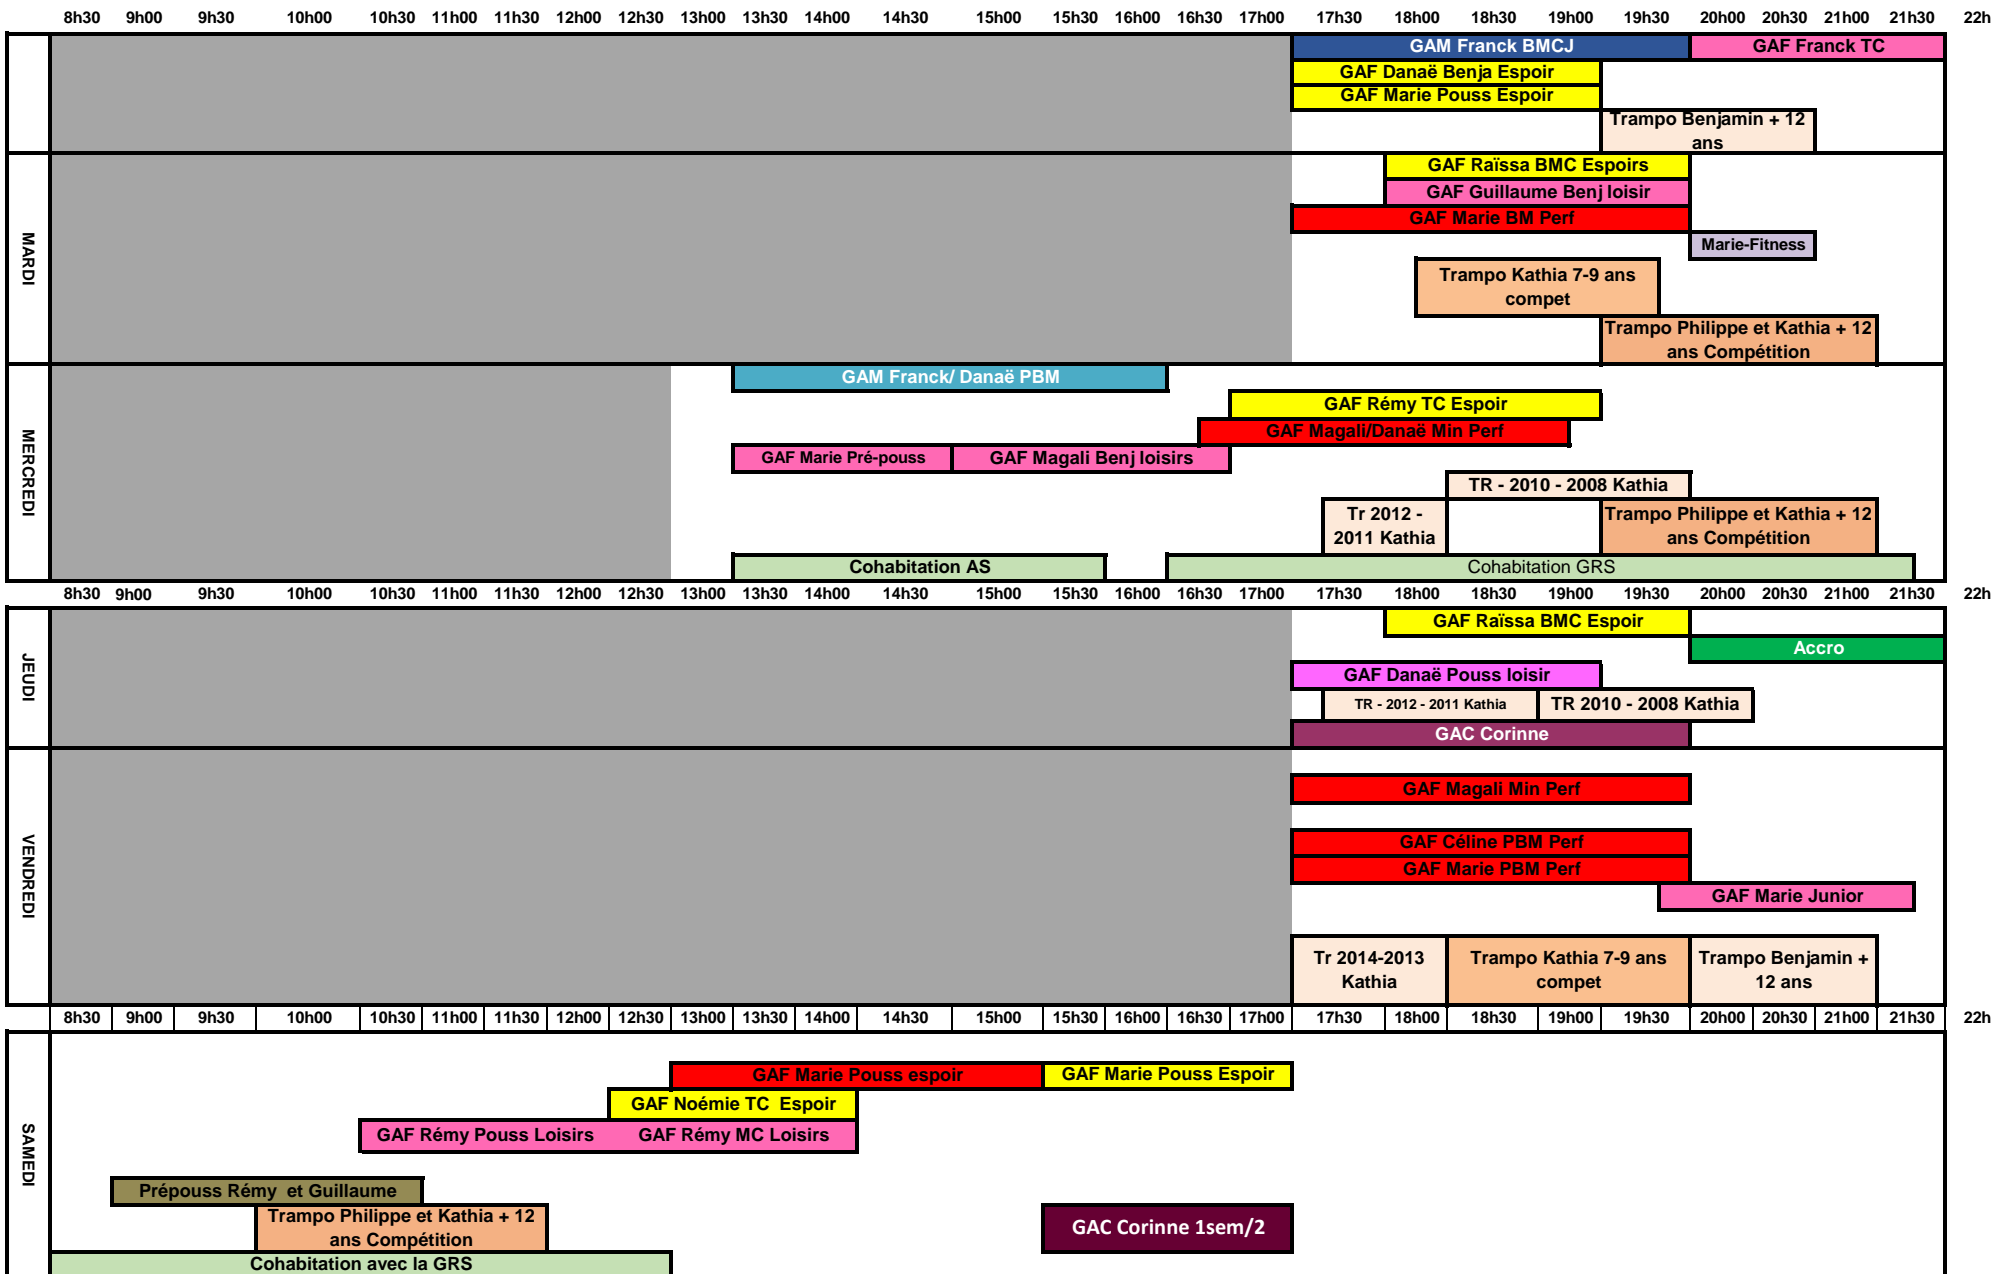 8h30 9h00 9h30 10h00 10h30 11h00 11h30 12h00 12h30 13h00 13h30 14h00 14h30 15h00 15h30 16h00 16h30 17h00 17h30 18h00 18h30 19h00 19h30 20h00 20h30 21h00 21h30 22h
GAM Franck BMCJ GAF Franck TC
GAF Danaë Benja Espoir
GAF Marie Pouss Espoir
Trampo Benjamin + 12
ans
MARDI
GAF Raïssa BMC Espoirs
GAF Guillaume Benj loisir
GAF Marie BM Perf
Marie-Fitness
Trampo Kathia 7-9 ans
compet
Trampo Philippe et Kathia + 12
ans Compétition
MERCREDI
GAM Franck/ Danaë PBM
GAF Rémy TC Espoir
GAF Magali/Danaë Min Perf
GAF Marie Pré-pouss GAF Magali Benj loisirs
TR - 2010 - 2008 Kathia
Tr 2012 -
2011 Kathia
Trampo Philippe et Kathia + 12
ans Compétition
Cohabitation AS Cohabitation GRS
8h30 9h00 9h30 10h00 10h30 11h00 11h30 12h00 12h30 13h00 13h30 14h00 14h30 15h00 15h30 16h00 16h30 17h00 17h30 18h00 18h30 19h00 19h30 20h00 20h30 21h00 21h30 22h
JEUDI
GAF Raïssa BMC Espoir
Accro
GAF Danaë Pouss loisir
TR - 2012 - 2011 Kathia TR 2010 - 2008 Kathia
GAC Corinne
VENDREDI
GAF Magali Min Perf
GAF Céline PBM Perf
GAF Marie PBM Perf
GAF Marie Junior
Tr 2014-2013
Kathia
Trampo Kathia 7-9 ans
compet
Trampo Benjamin +
12 ans
8h30 9h00 9h30 10h00 10h30 11h00 11h30 12h00 12h30 13h00 13h30 14h00 14h30 15h00 15h30 16h00 16h30 17h00 17h30 18h00 18h30 19h00 19h30 20h00 20h30 21h00 21h30 22h
SAMEDI
GAF Marie Pouss espoir GAF Marie Pouss Espoir
GAF Noémie TC Espoir
GAF Rémy Pouss Loisirs GAF Rémy MC Loisirs
Prépouss Rémy et Guillaume
Trampo Philippe et Kathia + 12
ans Compétition
GAC Corinne 1sem/2
Cohabitation avec la GRS